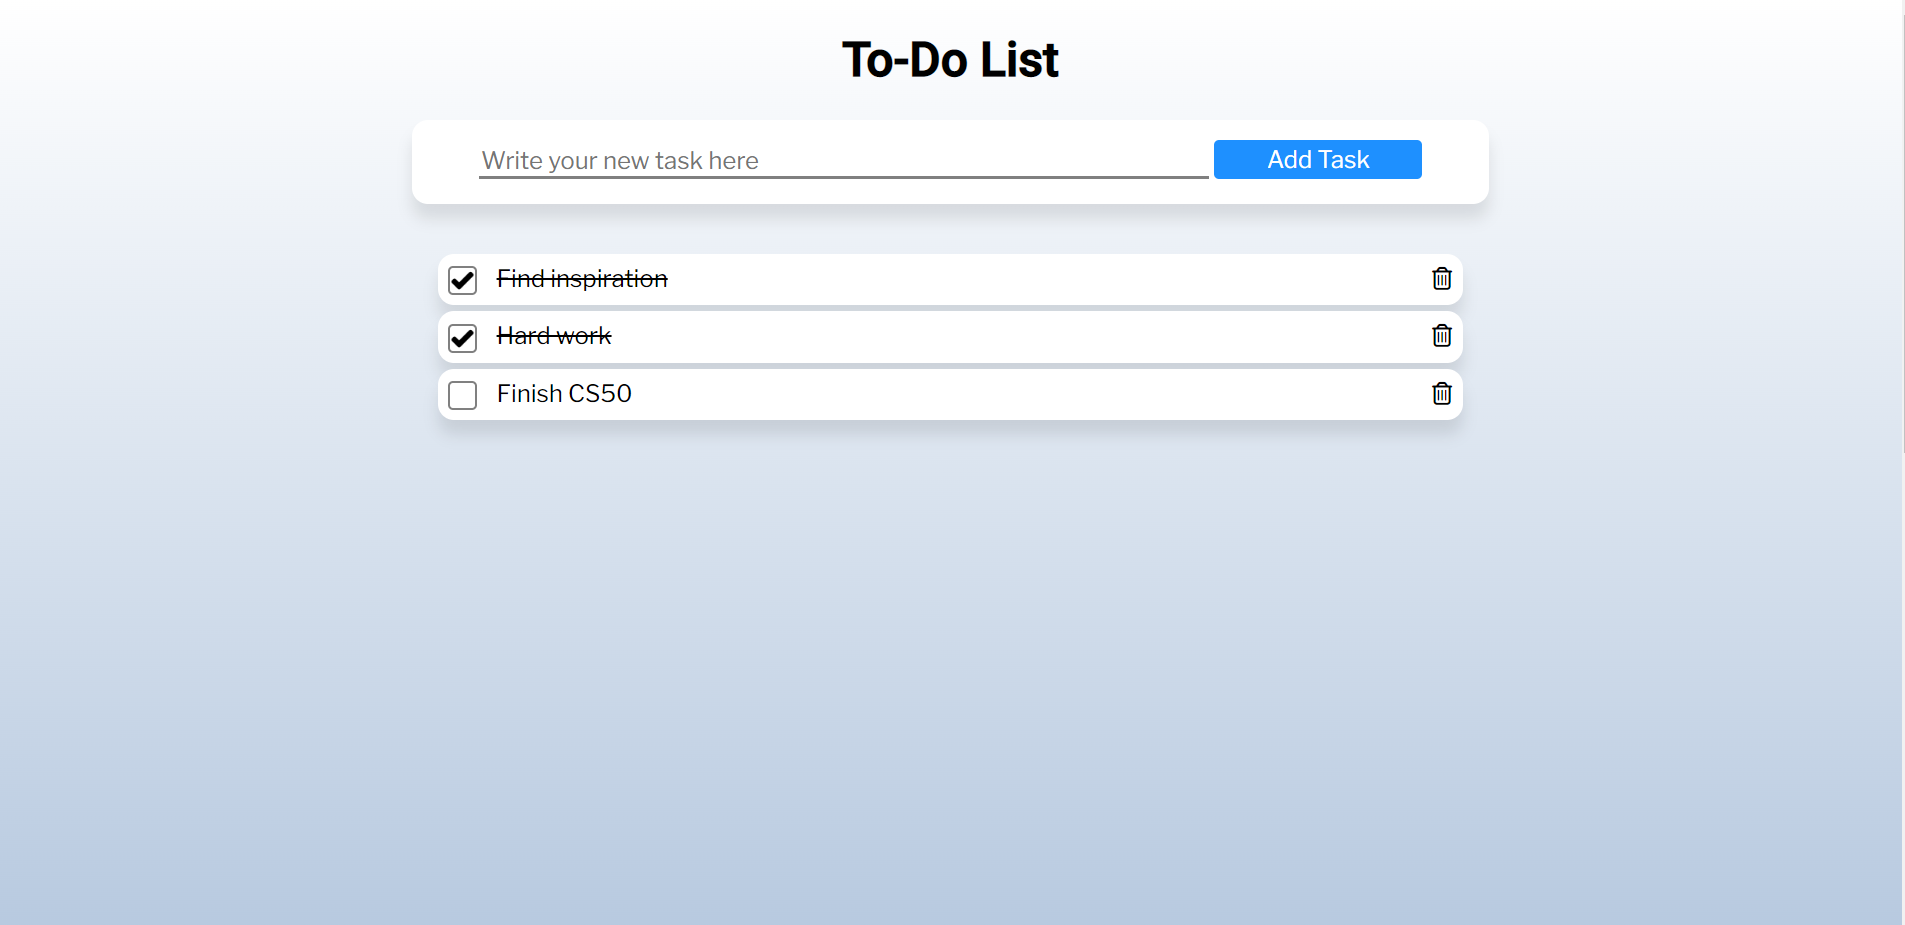 To-Do List
Write your new task here
Add Task
Find inspiration
Hard work
Finish CS50